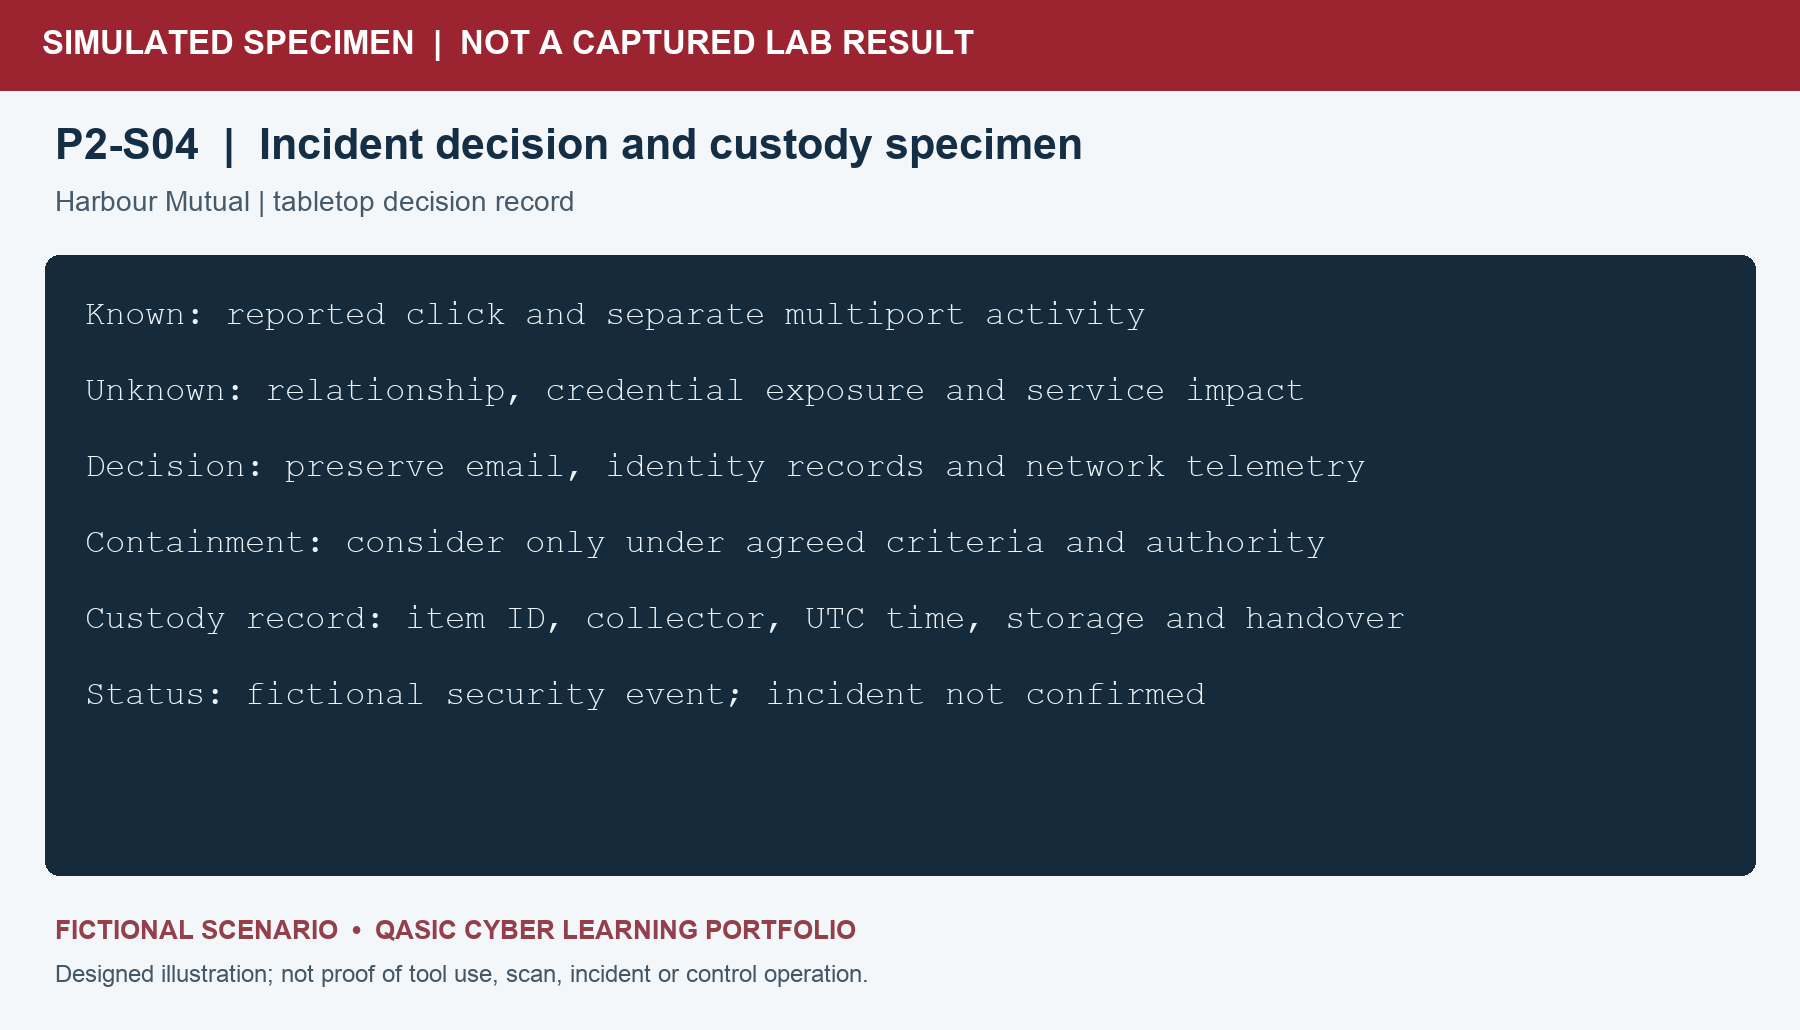 SIMULATED SPECIMEN | NOT A CAPTURED LAB RESULT
P2-S04 | Incident decision and custody specimen
Harbour Mutual | tabletop decision record
Known: reported click and separate multiport activity
Unknown: relationship, credential exposure and service impact
Decision: preserve email, identity records and network telemetry
Containment: consider only under agreed criteria and authority
Custody record: item ID, collector, UTC time, storage and handover
Status: fictional security event; incident not confirmed
FICTIONAL SCENARIO • QASIC CYBER LEARNING PORTFOLIO
Designed illustration; not proof of tool use, scan, incident or control operation.